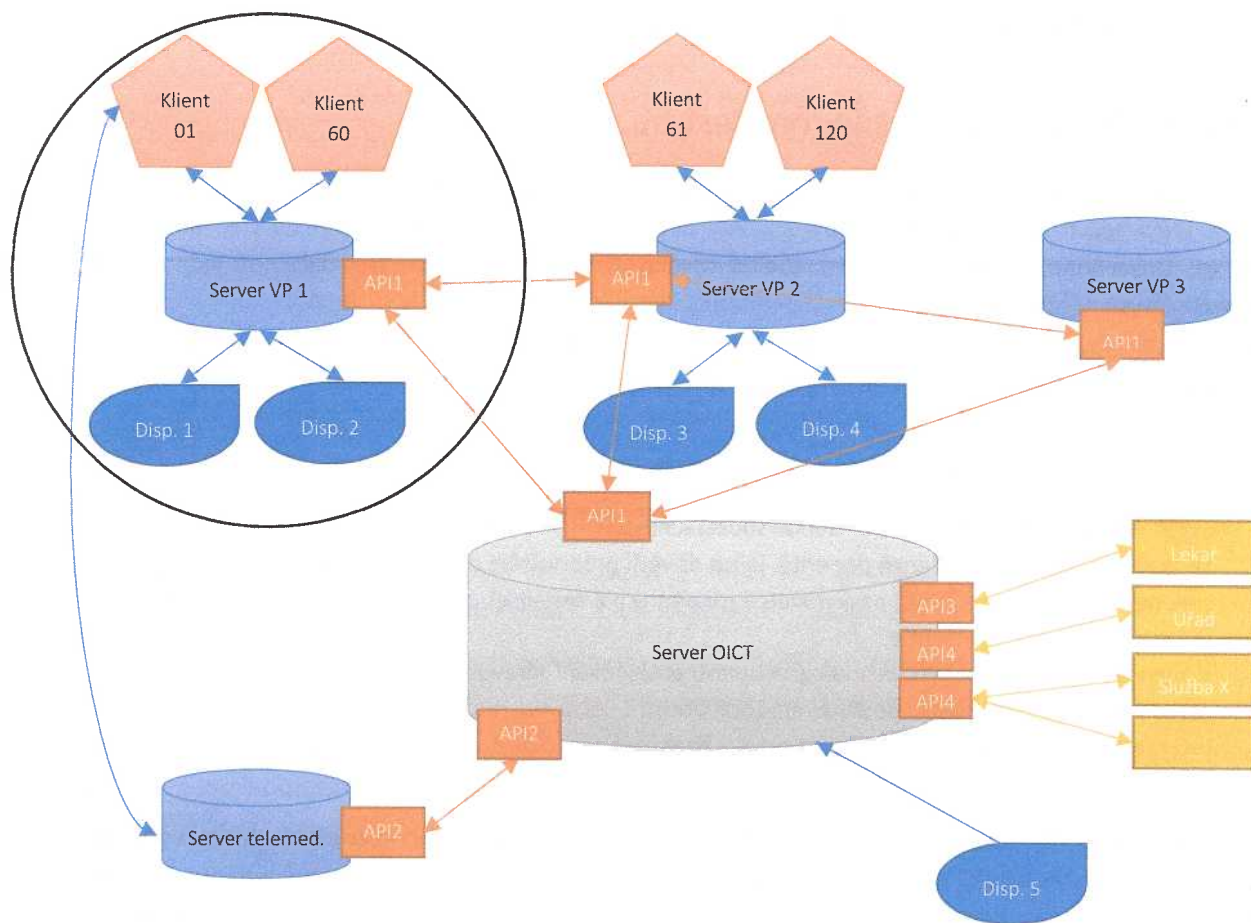 Klient
01
Klient
60
Klient
61
Klient
120
Server VP 1
API1
API1
Server VP 2
Server VP 3
API1
Disp. 1
Disp. 2
Disp. 3
Disp. 4
API1
Lékař
API3
Úřad
Server OICT
API4
Služba X
API4
API2
Server telemed.
API2
Disp. 5